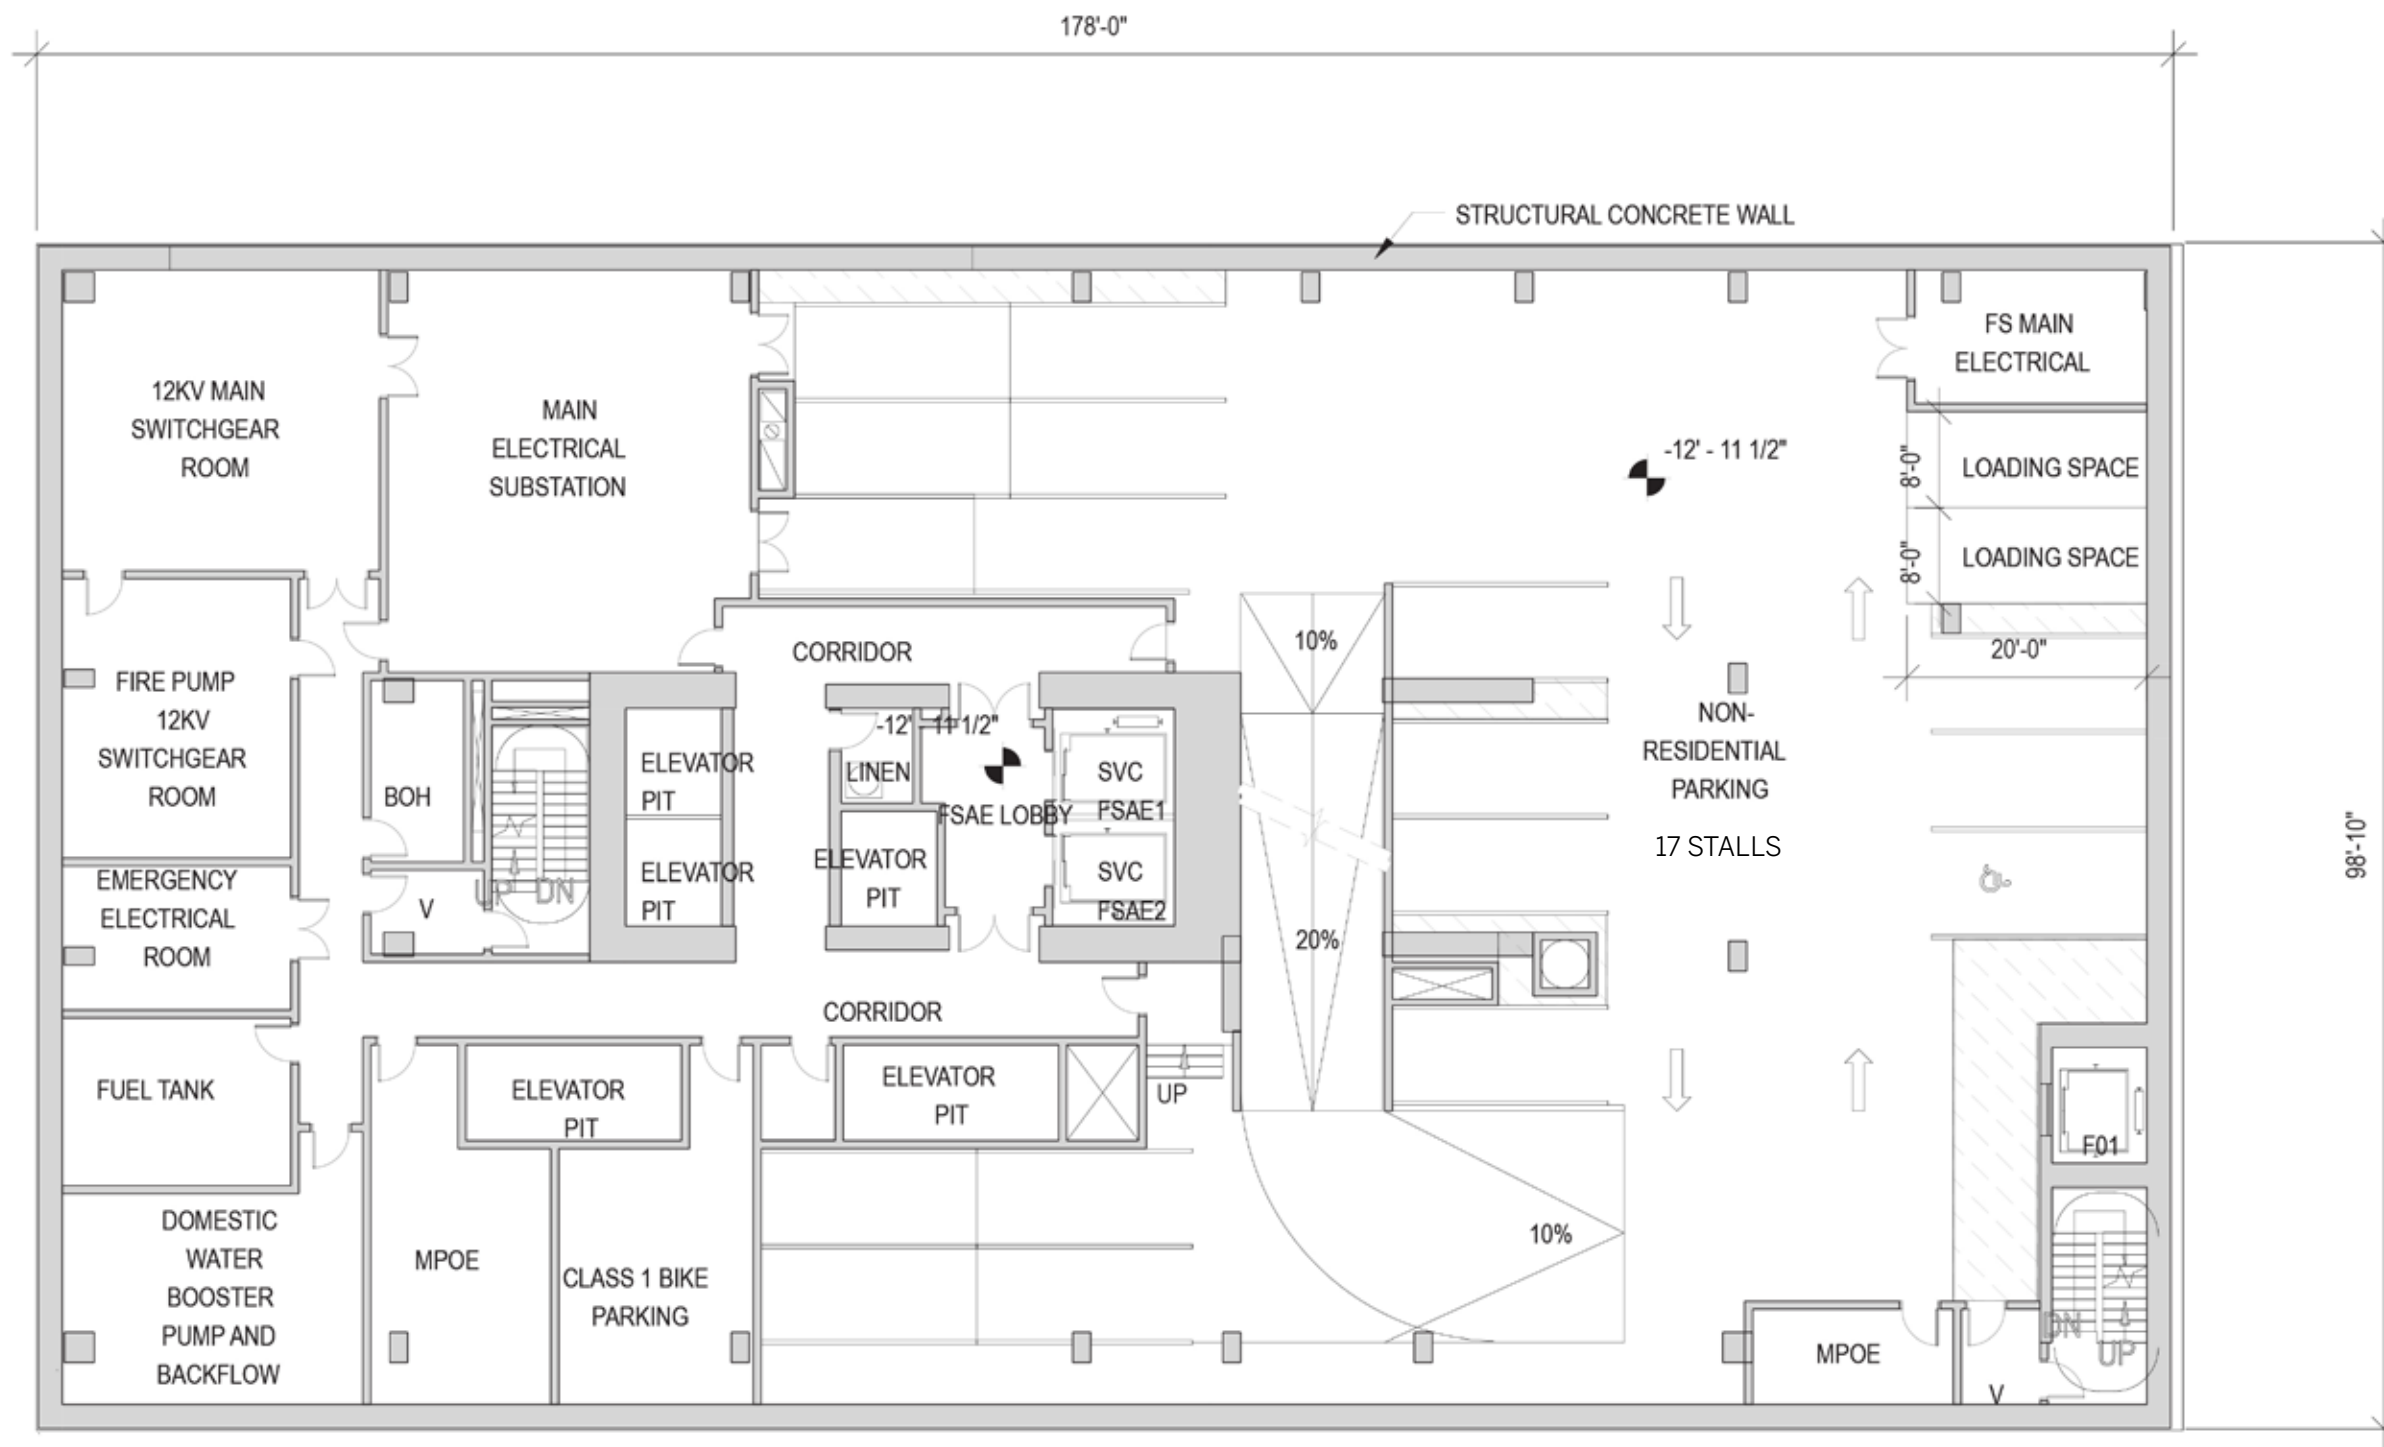 178'-0"
STRUCTURAL CONCRETE WALL
12KV MAIN
SWITCHGEAR
ROOM
MAIN
ELECTRICAL
SUBSTATION
FS MAIN
ELECTRICAL
-12' - 11 1/2"
8'-0"
LOADING SPACE
8'-0"
LOADING SPACE
20'-0"
10%
CORRIDOR
FIRE PUMP
12KV
SWITCHGEAR
ROOM
BOH
ELEVATOR
PIT
ELEVATOR
PIT
-12' - 11 1/2"
LINEN
FSAE LOBBY
ELEVATOR
PIT
SVC
FSAE1
SVC
FSAE2
NON-
RESIDENTIAL
PARKING
17 STALLS
98'-10"
EMERGENCY
ELECTRICAL
ROOM
V
UP DN
20%
CORRIDOR
FUEL TANK
ELEVATOR
PIT
ELEVATOR
PIT
UP
F01
DOMESTIC
WATER
BOOSTER
PUMP AND
BACKFLOW
MPOE
CLASS 1 BIKE
PARKING
10%
MPOE
V
DN
UP